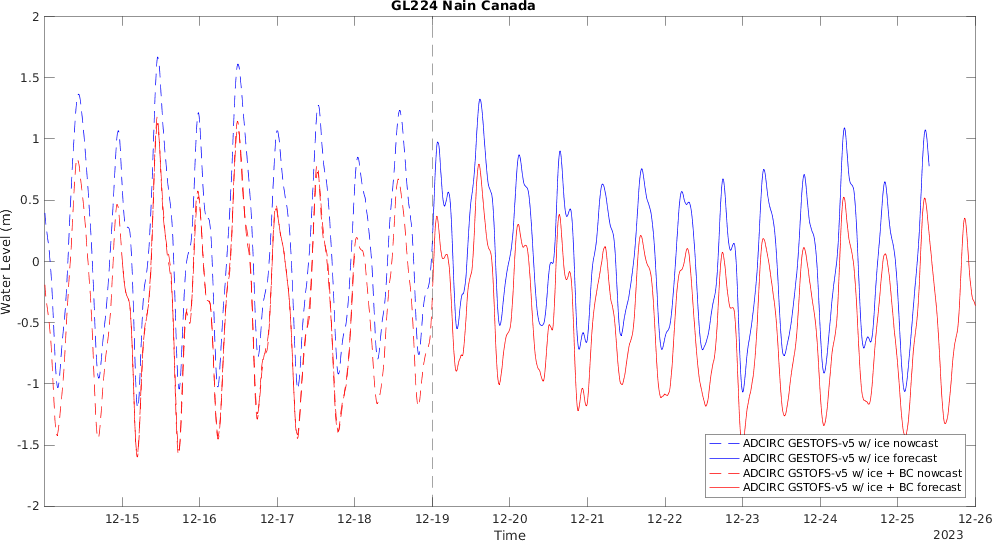 GL224 Nain Canada
2
1.5
1
0.5
0
-0.5
-1
-1.5
-2
Water Level (m)
ADCIRC GESTOFS-v5 w/ ice nowcast
ADCIRC GESTOFS-v5 w/ ice forecast
ADCIRC GSTOFS-v5 w/ ice + BC nowcast
ADCIRC GSTOFS-v5 w/ ice + BC forecast
12-15 12-16 12-17 12-18 12-19 12-20 12-21 12-22 12-23 12-24 12-25 12-26
Time 2023